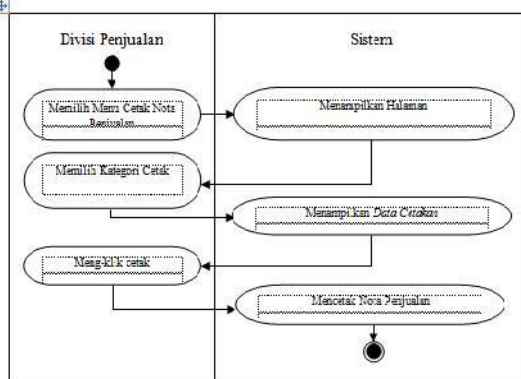 Divisi Penjualan
Sistem
Memilih Menu Cetak Nota
Penjualan
Menampilkan Halaman
Memilih Kategori Cetak
Menampilkan Data Cetakan
Meng-klik cetak
Mencetak Nota Penjualan